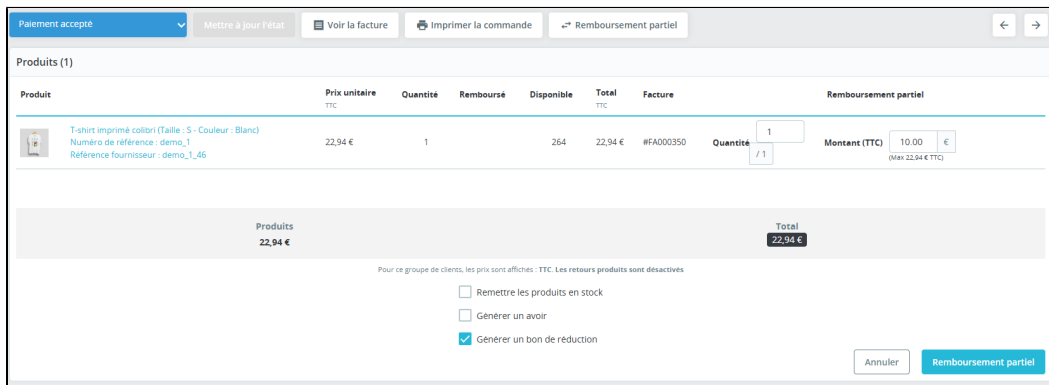 Paiement accepté
Mettre à jour l'état
Voir la facture
Imprimer la commande
Remboursement partiel
Produits (1)
Produit
Prix unitaire
TTC
Quantité
Remboursé
Disponible
Total
TTC
Facture
Remboursement partiel
T-shirt imprimé colibri (Taille : S - Couleur : Blanc)
Numéro de référence : demo_1
Référence fournisseur : demo_1_46
22,94 €
1
264
22,94 €
#FA000350
Quantité
1
/ 1
Montant (TTC)
10.00
€
(Max 22,94 € TTC)
Produits
22,94 €
Total
22,94 €
Pour ce groupe de clients, les prix sont affichés : TTC. Les retours produits sont désactivés
Remettre les produits en stock
Générer un avoir
Générer un bon de réduction
Annuler
Remboursement partiel